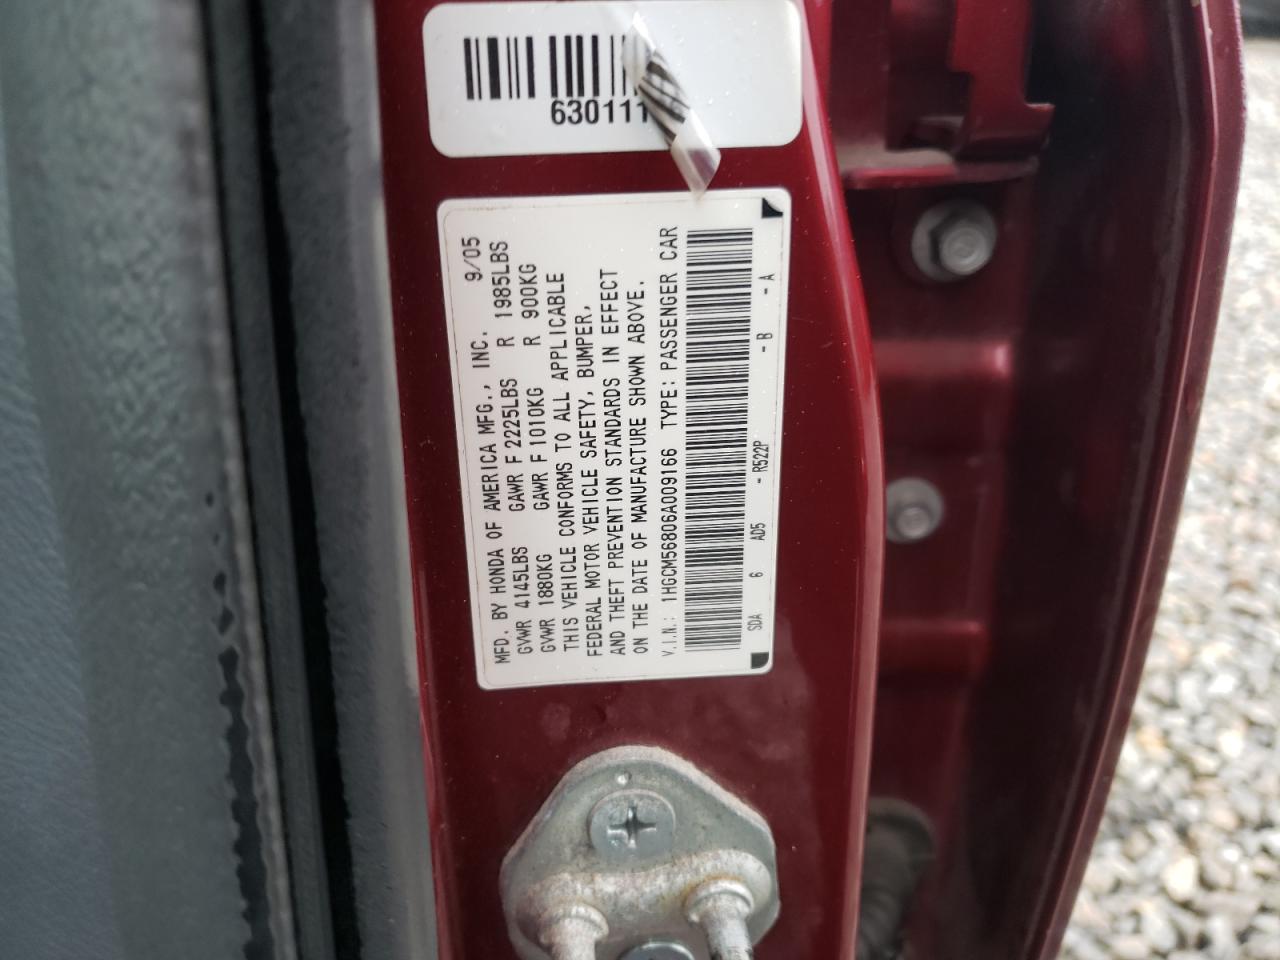 630111
MFD. BY HONDA OF AMERICA MFG., INC. 9/05
GVWR 4145LBS GAWR F 2225LBS R 1985LBS
GVWR 1880KG GAWR F 1010KG R 900KG
THIS VEHICLE CONFORMS TO ALL APPLICABLE
FEDERAL MOTOR VEHICLE SAFETY, BUMPER,
AND THEFT PREVENTION STANDARDS IN EFFECT
ON THE DATE OF MANUFACTURE SHOWN ABOVE.
V.I.N.: 1HGCM56806A009166 TYPE: PASSENGER CAR
SDA 6 AD5 - R522P - B - A